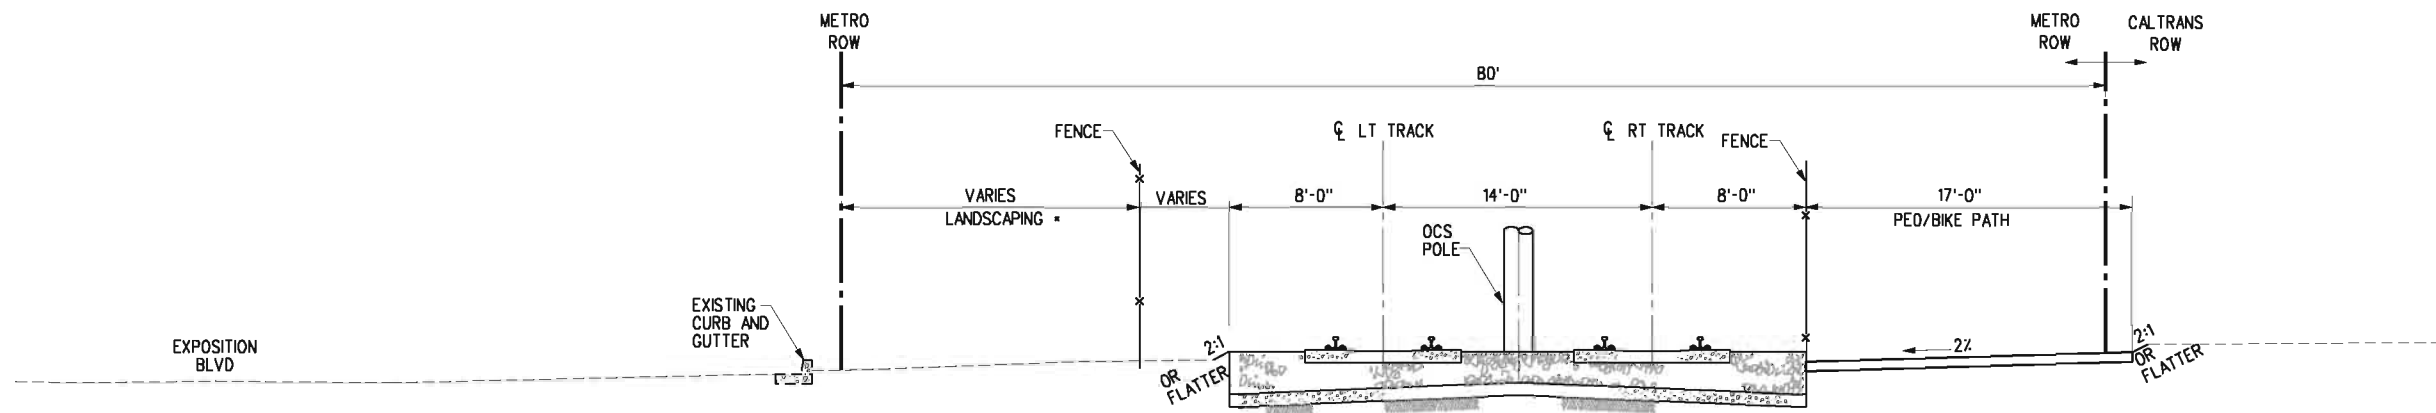 METRO
ROW
METRO
ROW
CALTRANS
ROW
80'
FENCE
℄ LT TRACK
℄ RT TRACK
FENCE
VARIES
LANDSCAPING *
VARIES
8'-0"
14'-0"
8'-0"
17'-0"
PED/BIKE PATH
OCS
POLE
EXISTING
CURB AND
GUTTER
EXPOSITION
BLVD
2:1
OR
FLATTER
2%
2:1
OR
FLATTER